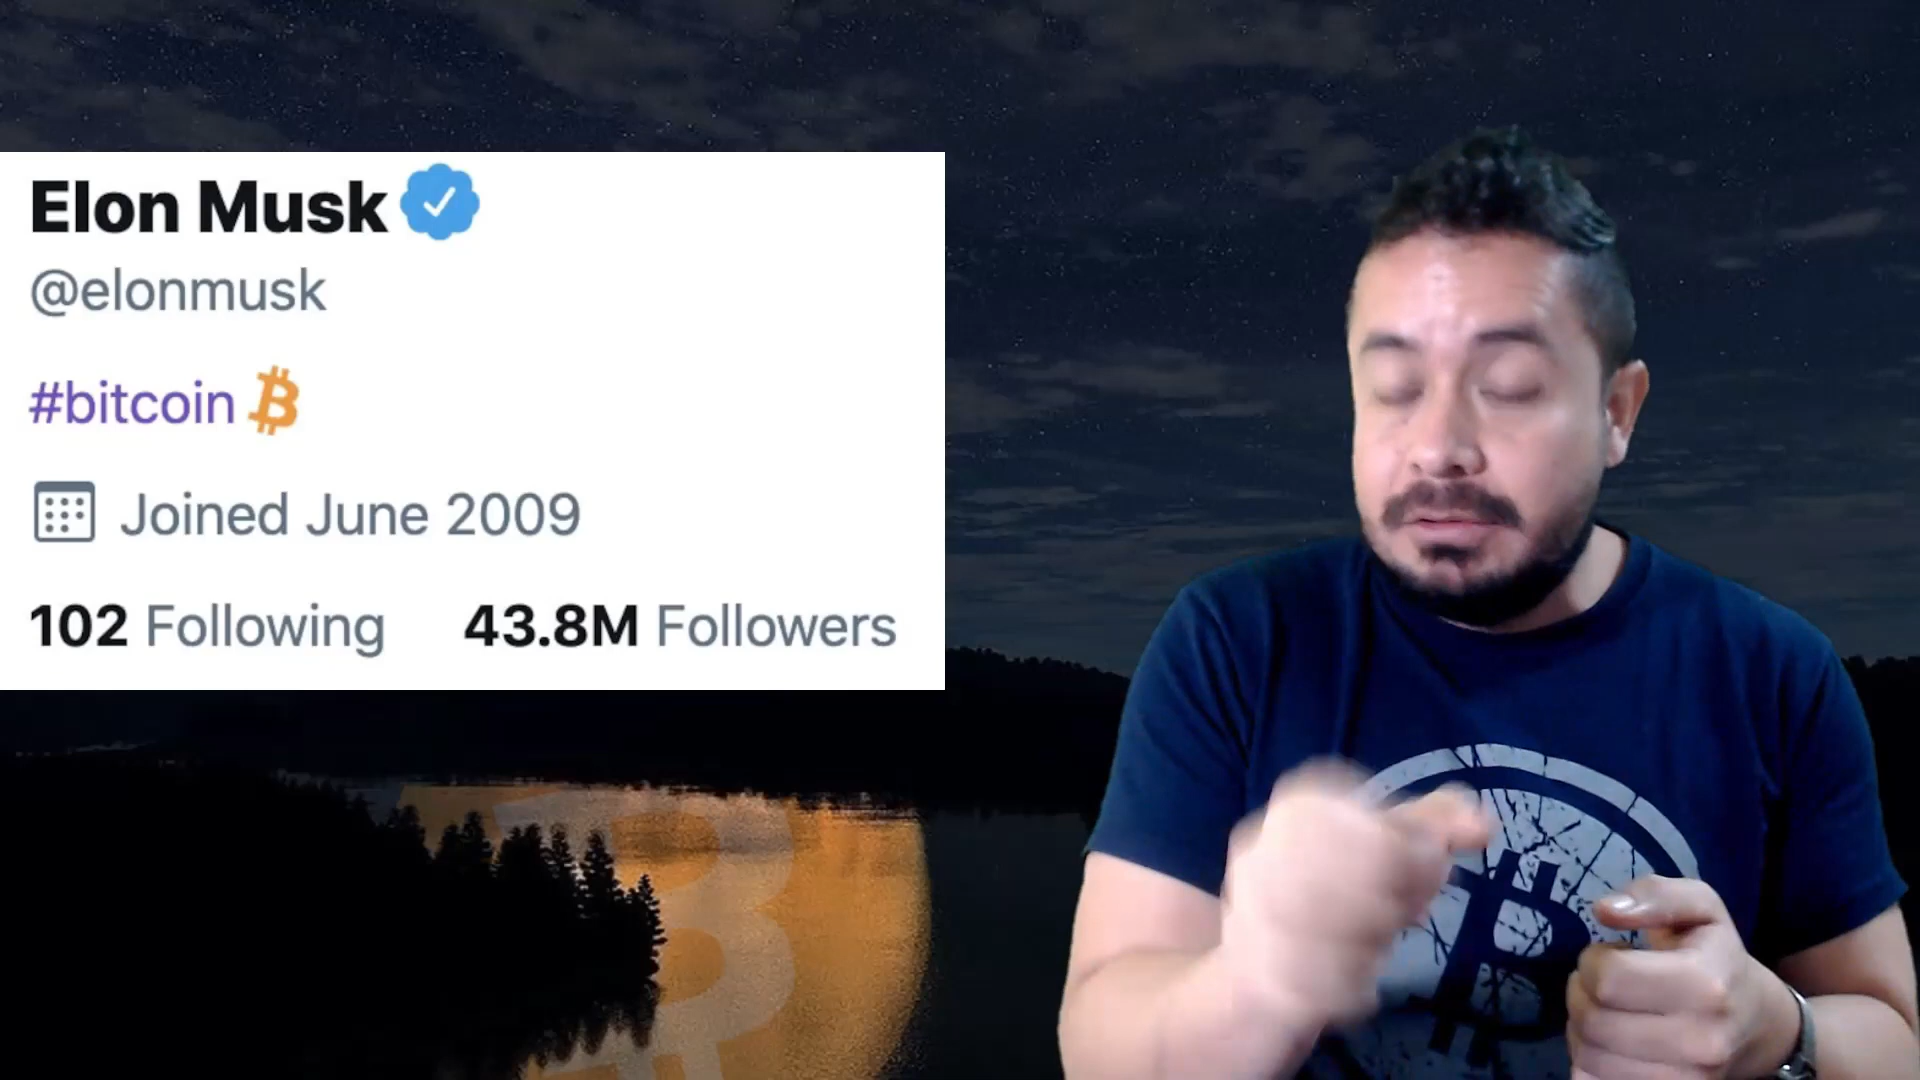 Elon Musk
@elonmusk
#bitcoin
Joined June 2009
102 Following 43.8M Followers